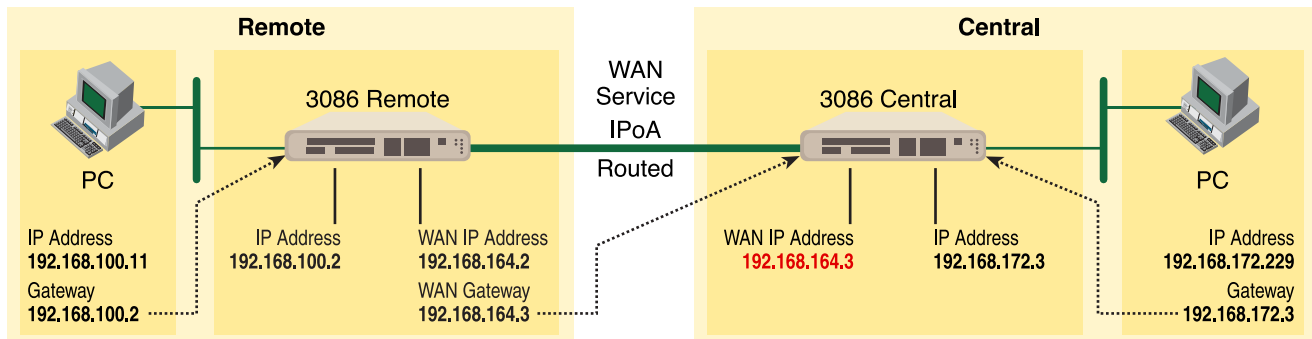 Remote
Central
WAN
Service
IPoA
Routed
3086 Remote
3086 Central
PC
PC
IP Address
192.168.100.11
Gateway
192.168.100.2
IP Address
192.168.100.2
WAN IP Address
192.168.164.2
WAN Gateway
192.168.164.3
WAN IP Address
192.168.164.3
IP Address
192.168.172.3
IP Address
192.168.172.229
Gateway
192.168.172.3